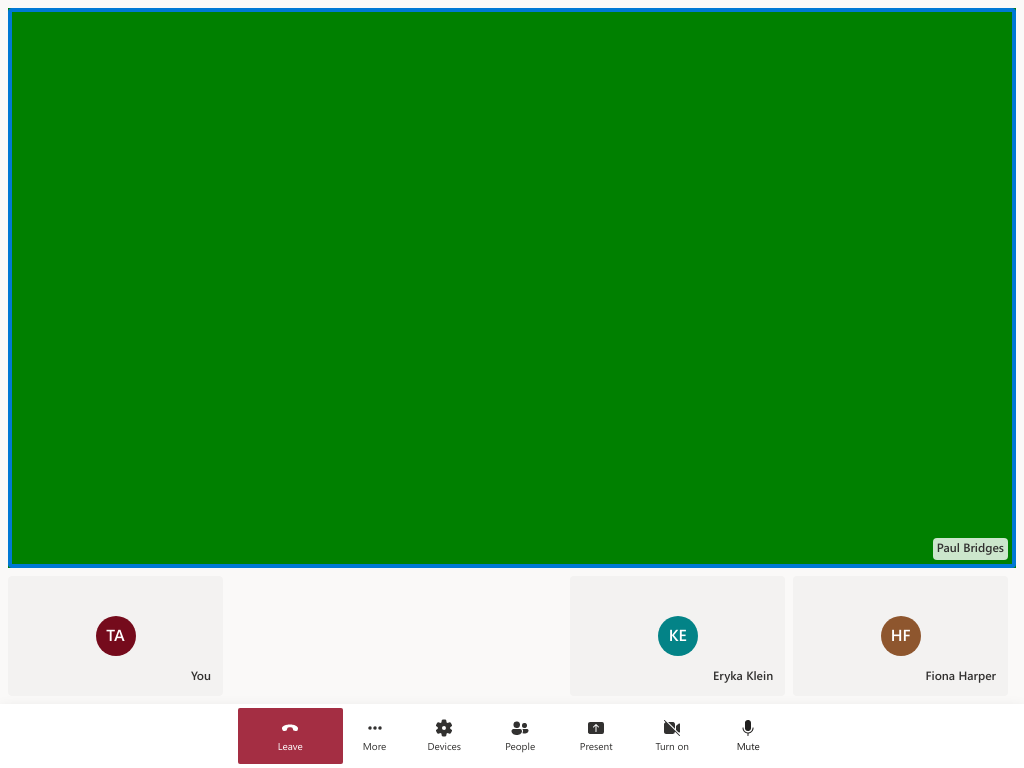 Paul Bridges
TA
You
KE
Eryka Klein
HF
Fiona Harper
Leave
More
Devices
People
Present
Turn on
Mute